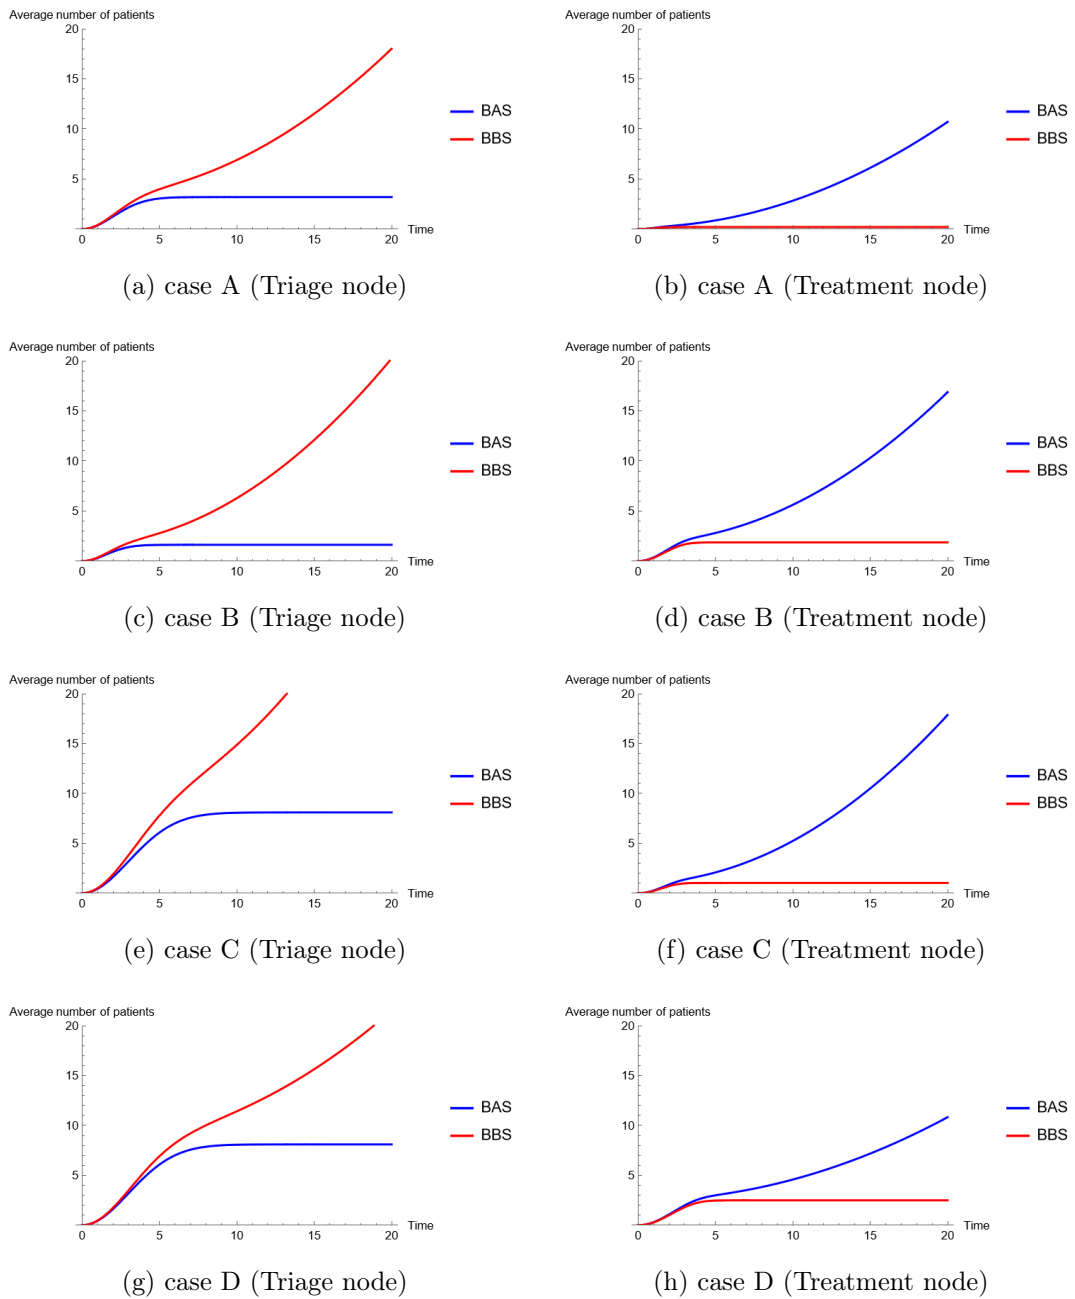 Average number of patients
20
15
10
5
0 5 10 15 20
Time
BAS
BBS
(a) case A (Triage node)
Average number of patients
20
15
10
5
0 5 10 15 20
Time
BAS
BBS
(b) case A (Treatment node)
Average number of patients
20
15
10
5
0 5 10 15 20
Time
BAS
BBS
(c) case B (Triage node)
Average number of patients
20
15
10
5
0 5 10 15 20
Time
BAS
BBS
(d) case B (Treatment node)
Average number of patients
20
15
10
5
0 5 10 15 20
Time
BAS
BBS
(e) case C (Triage node)
Average number of patients
20
15
10
5
0 5 10 15 20
Time
BAS
BBS
(f) case C (Treatment node)
Average number of patients
20
15
10
5
0 5 10 15 20
Time
BAS
BBS
(g) case D (Triage node)
Average number of patients
20
15
10
5
0 5 10 15 20
Time
BAS
BBS
(h) case D (Treatment node)